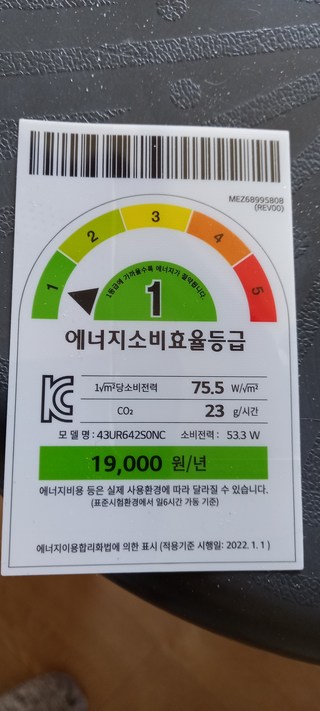 MEZ68995808
(REV00)
1 2 3 4 5
1등급에 가까울수록 에너지가 절약됩니다.
1
에너지소비효율등급
1√m²당소비전력 75.5 W/√m²
CO₂ 23 g/시간
모 델 명 : 43UR642S0NC 소비전력 : 53.3 W
19,000 원/년
에너지비용 등은 실제 사용환경에 따라 달라질 수 있습니다.
(표준시험환경에서 일6시간 가동 기준)
에너지이용합리화법에 의한 표시 (적용기준 시행일: 2022. 1. 1 )